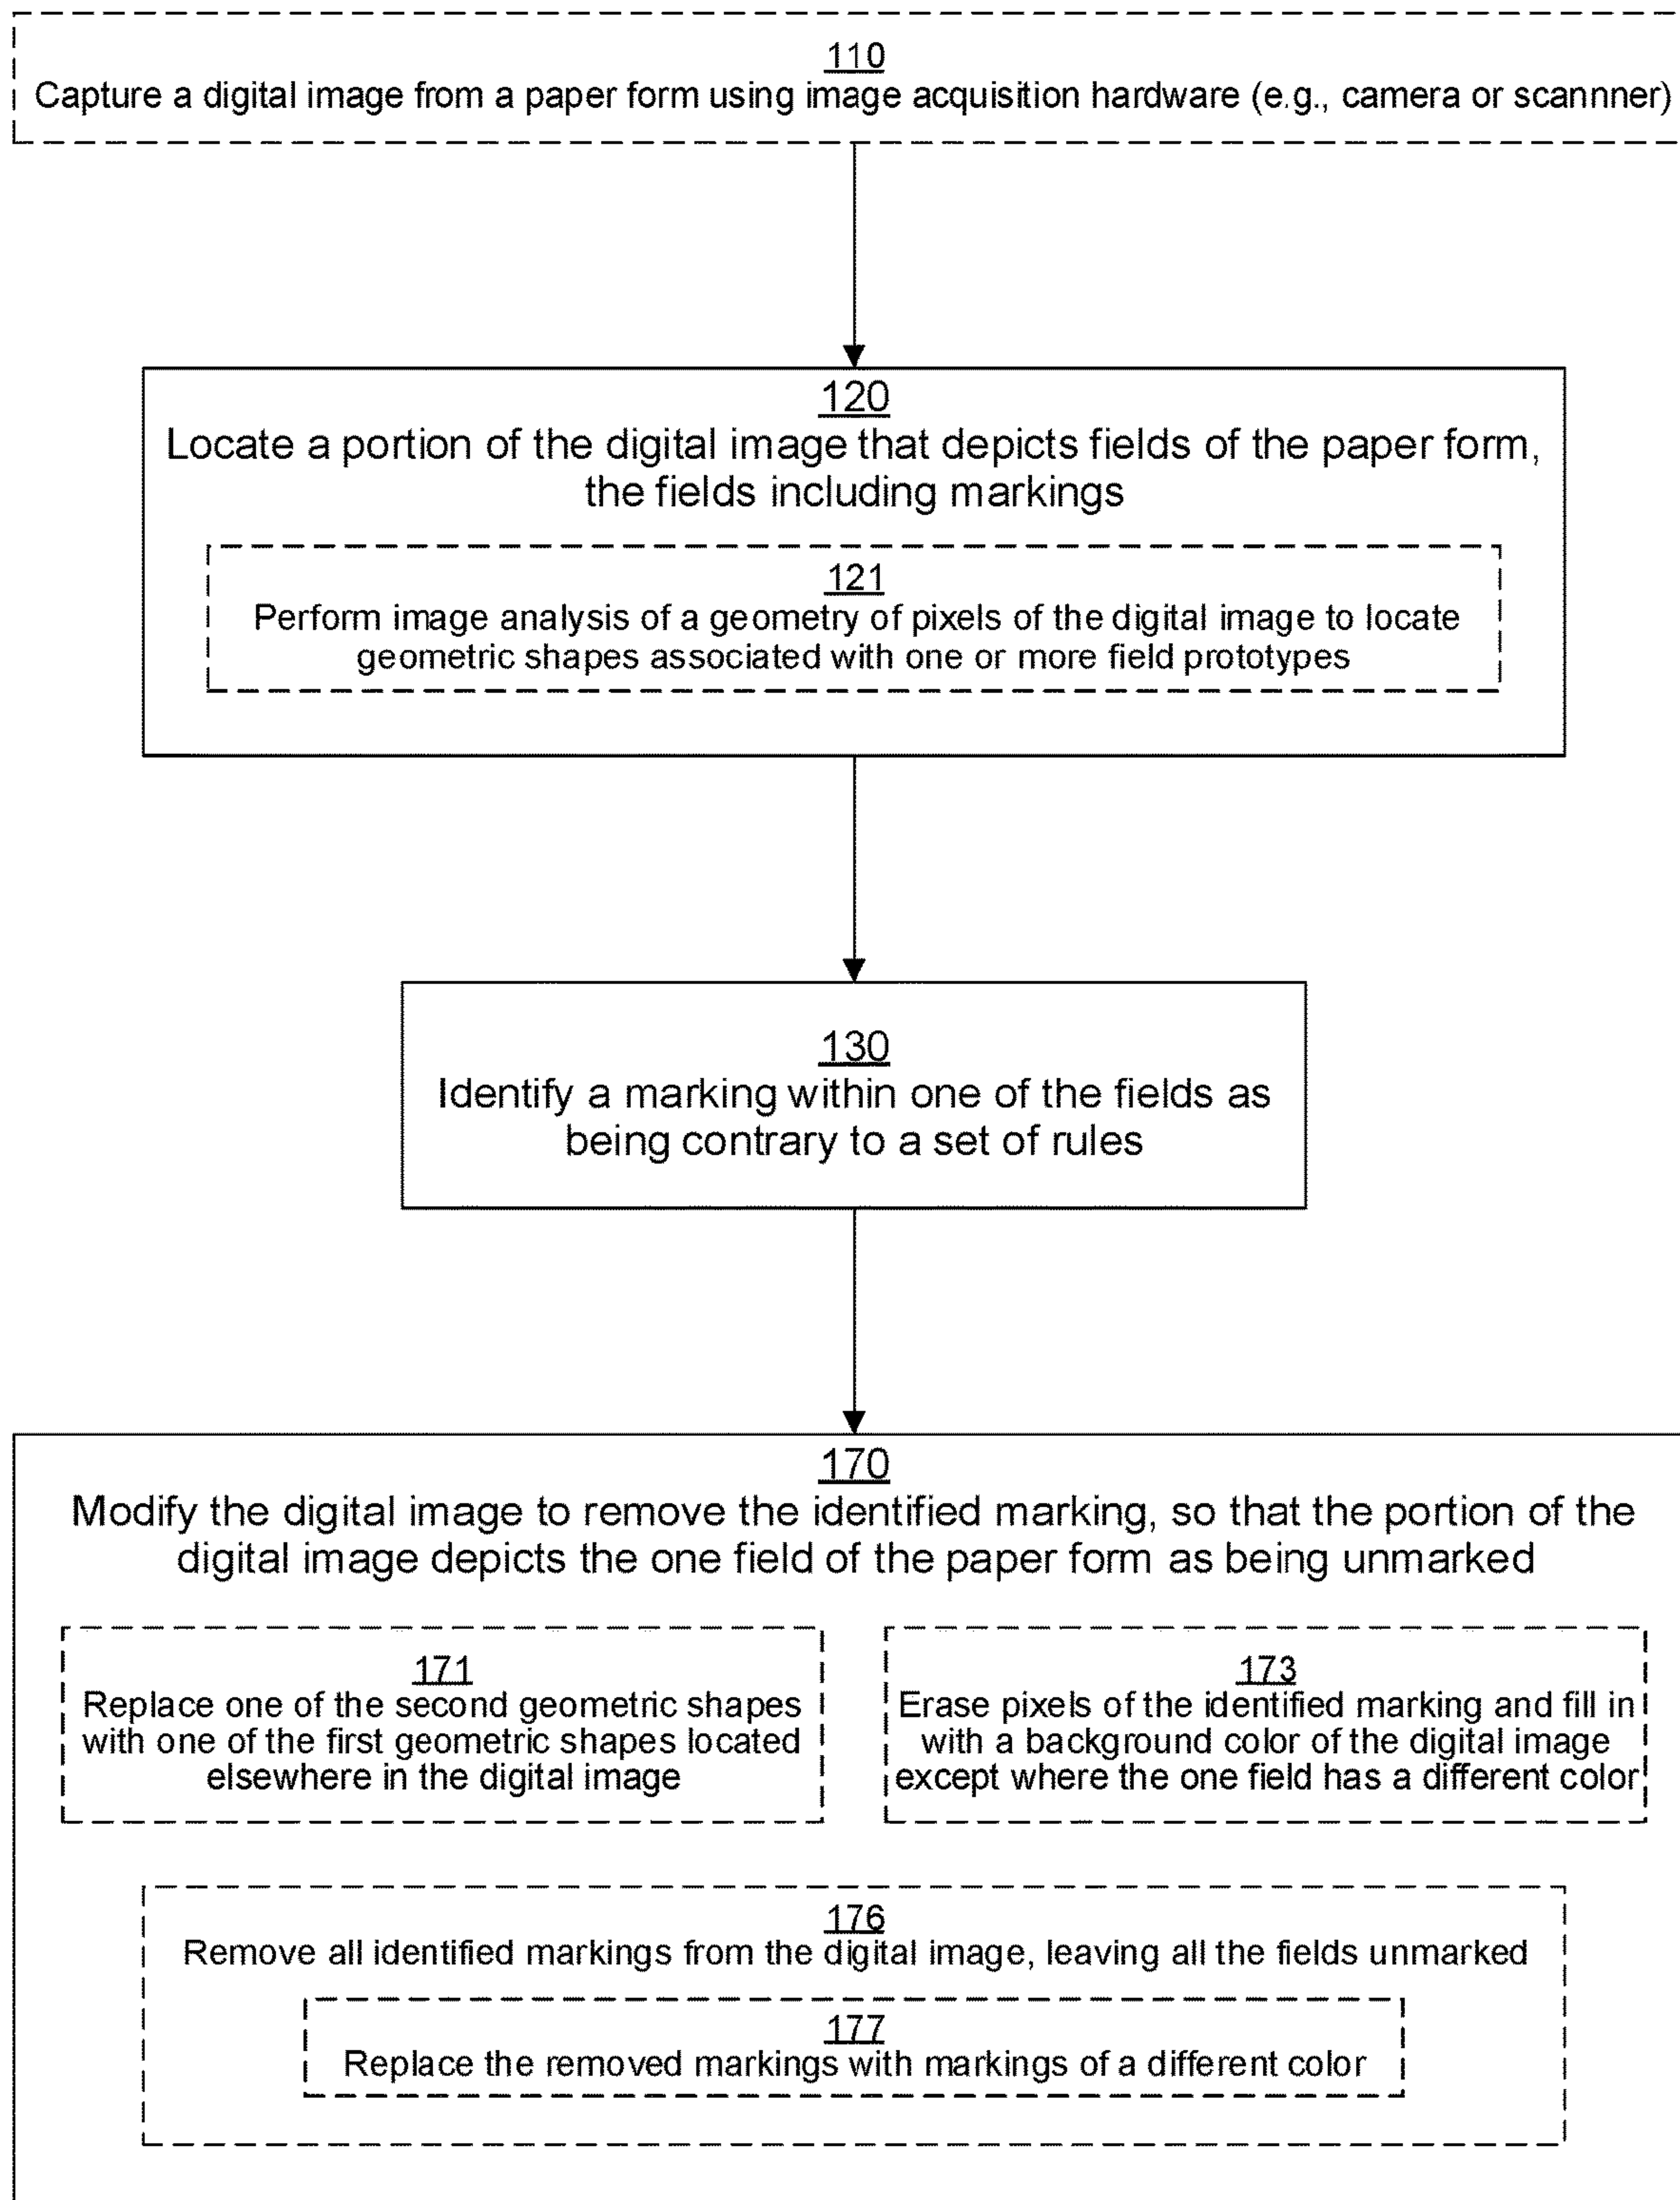 110
Capture a digital image from a paper form using image acquisition hardware (e.g., camera or scannner)
120
Locate a portion of the digital image that depicts fields of the paper form,
the fields including markings
121
Perform image analysis of a geometry of pixels of the digital image to locate
geometric shapes associated with one or more field prototypes
130
Identify a marking within one of the fields as
being contrary to a set of rules
170
Modify the digital image to remove the identified marking, so that the portion of the
digital image depicts the one field of the paper form as being unmarked
171
Replace one of the second geometric shapes
with one of the first geometric shapes located
elsewhere in the digital image
173
Erase pixels of the identified marking and fill in
with a background color of the digital image
except where the one field has a different color
176
Remove all identified markings from the digital image, leaving all the fields unmarked
177
Replace the removed markings with markings of a different color